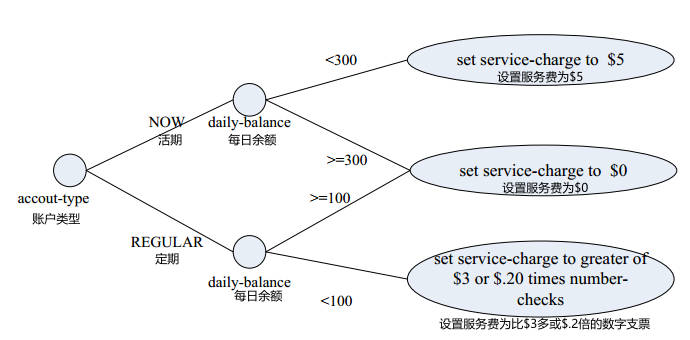 <300
set service-charge to $5
设置服务费为$5
NOW
活期
daily-balance
每日余额
>=300
set service-charge to $0
设置服务费为$0
accout-type
账户类型
>=100
REGULAR
定期
daily-balance
每日余额
<100
set service-charge to greater of
$3 or $.20 times number-
checks
设置服务费为比$3多或$.2倍的数字支票